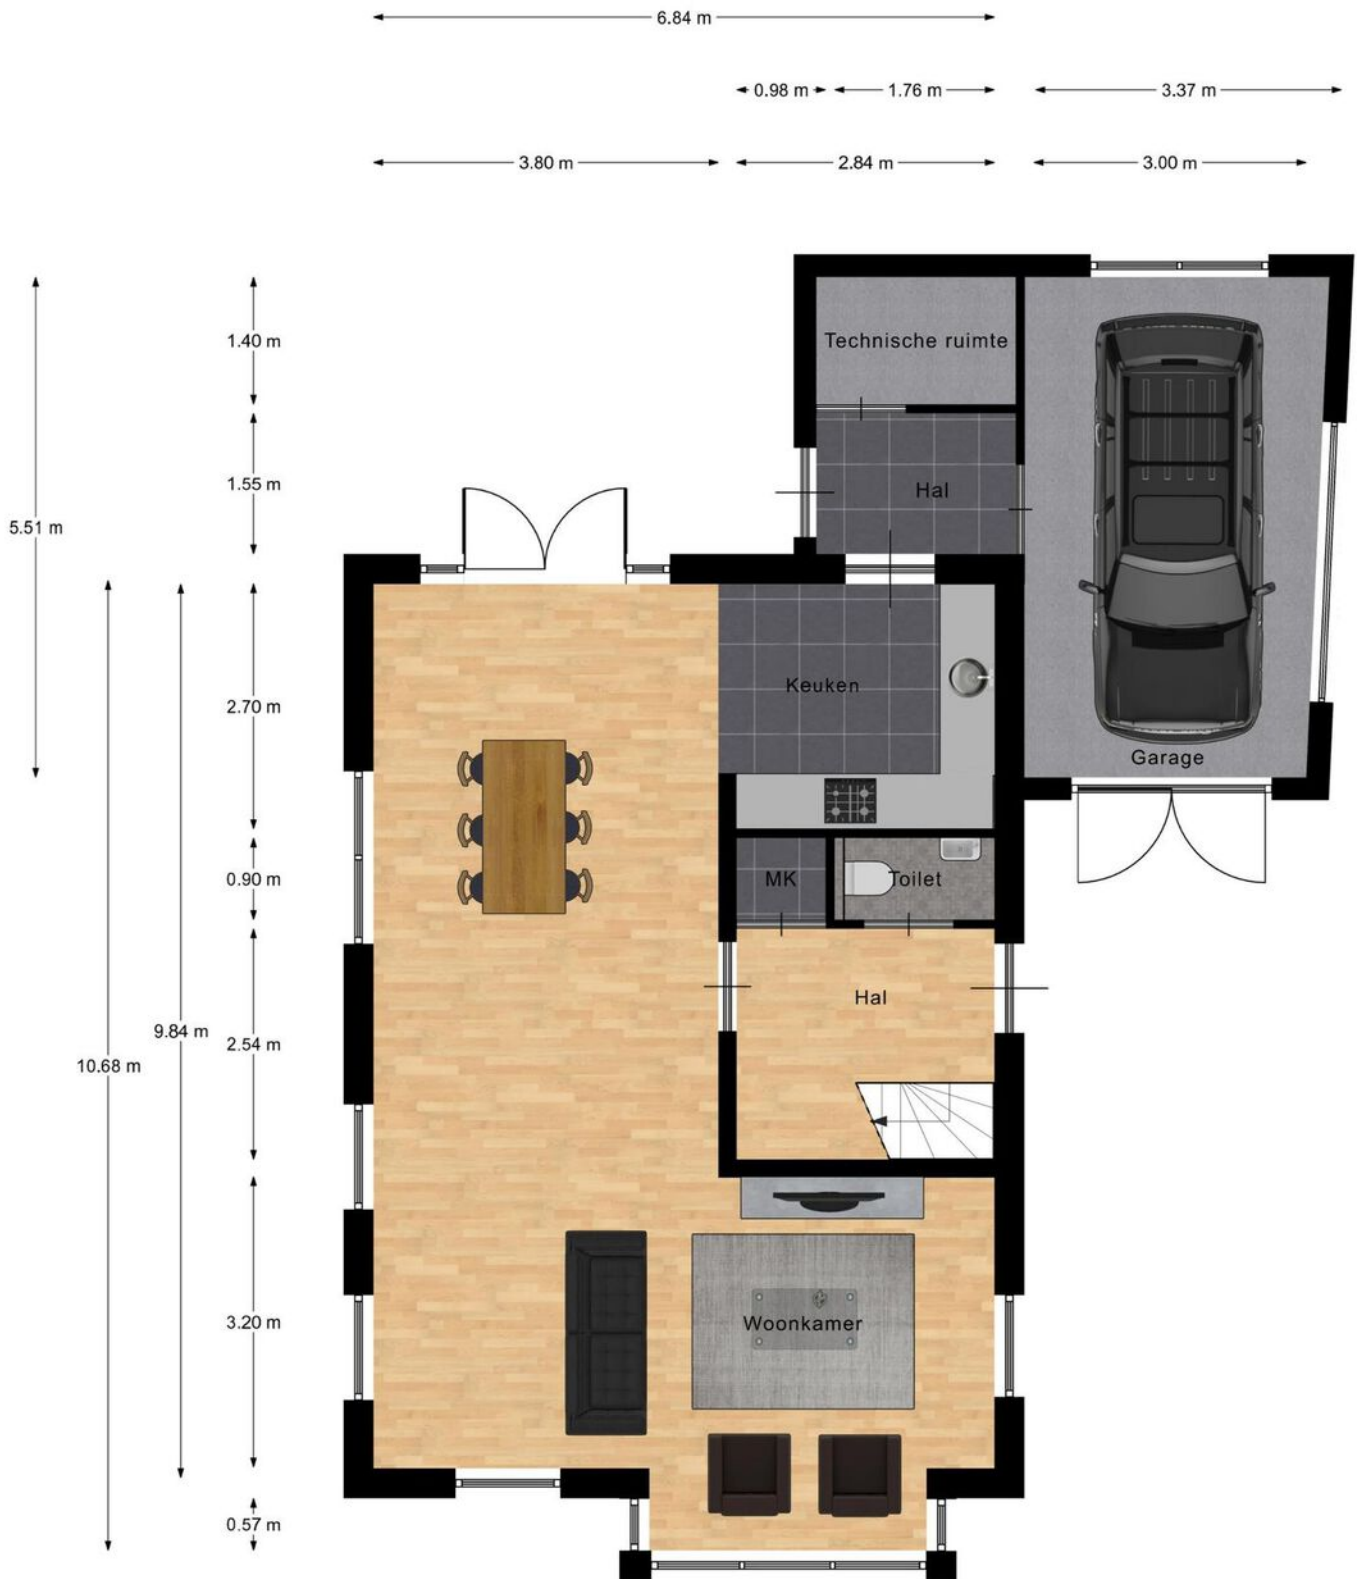 6.84 m
0.98 m
1.76 m
3.37 m
3.80 m
2.84 m
3.00 m
1.40 m
Technische ruimte
1.55 m
Hal
5.51 m
2.70 m
Keuken
Garage
0.90 m
MK
Toilet
Hal
9.84 m
2.54 m
10.68 m
3.20 m
Woonkamer
0.57 m